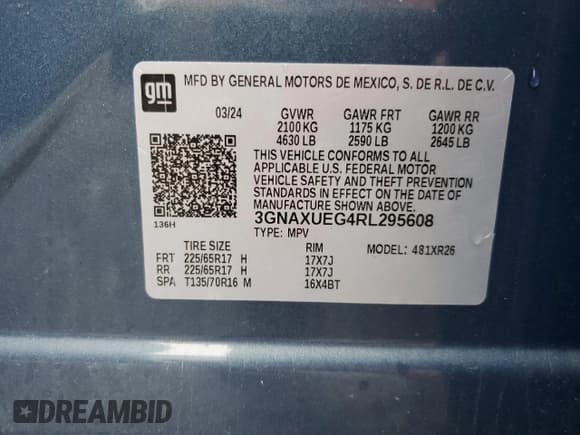 gm
MFD BY GENERAL MOTORS DE MEXICO, S. DE R.L. DE C.V.
03/24 GVWR GAWR FRT GAWR RR
2100 KG 1175 KG 1200 KG
4630 LB 2590 LB 2645 LB
THIS VEHICLE CONFORMS TO ALL
APPLICABLE U.S. FEDERAL MOTOR
VEHICLE SAFETY AND THEFT PREVENTION
STANDARDS IN EFFECT ON THE DATE OF
MANUFACTURE SHOWN ABOVE.
3GNAXUEG4RL295608
136H
TYPE: MPV MODEL: 481XR26
TIRE SIZE RIM
FRT 225/65R17 H 17X7J
RR 225/65R17 H 17X7J
SPA T135/70R16 M 16X4BT
DREAMBID